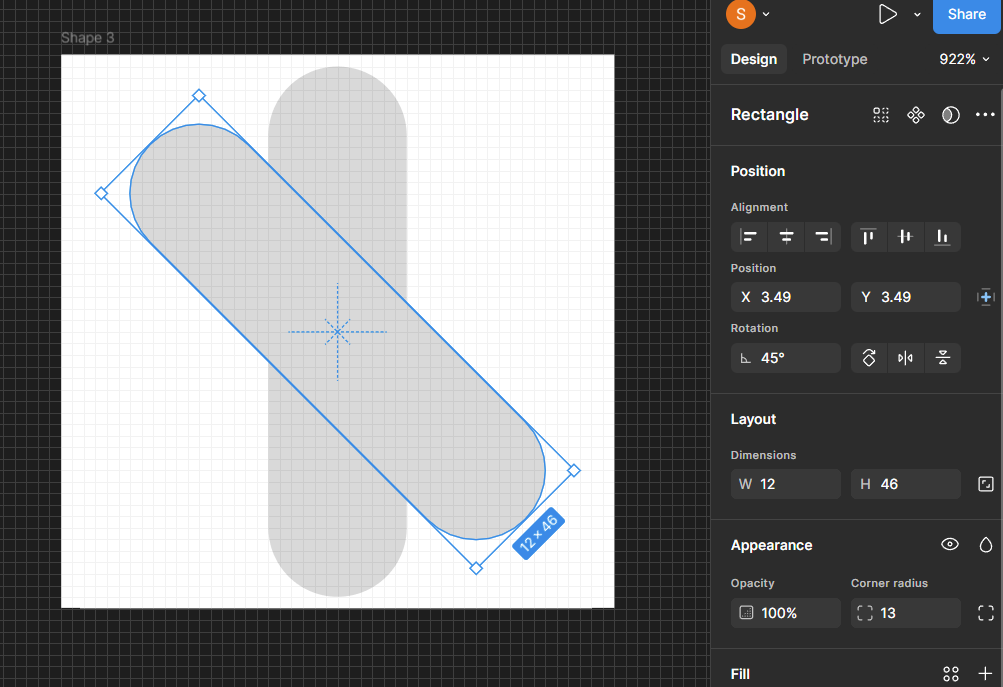 S
Share
Shape 3
Design Prototype 922%
Rectangle
Position
Alignment
Position
X 3.49 Y 3.49
Rotation
45°
Layout
Dimensions
W 12 H 46
12 × 46
Appearance
Opacity Corner radius
100% 13
Fill